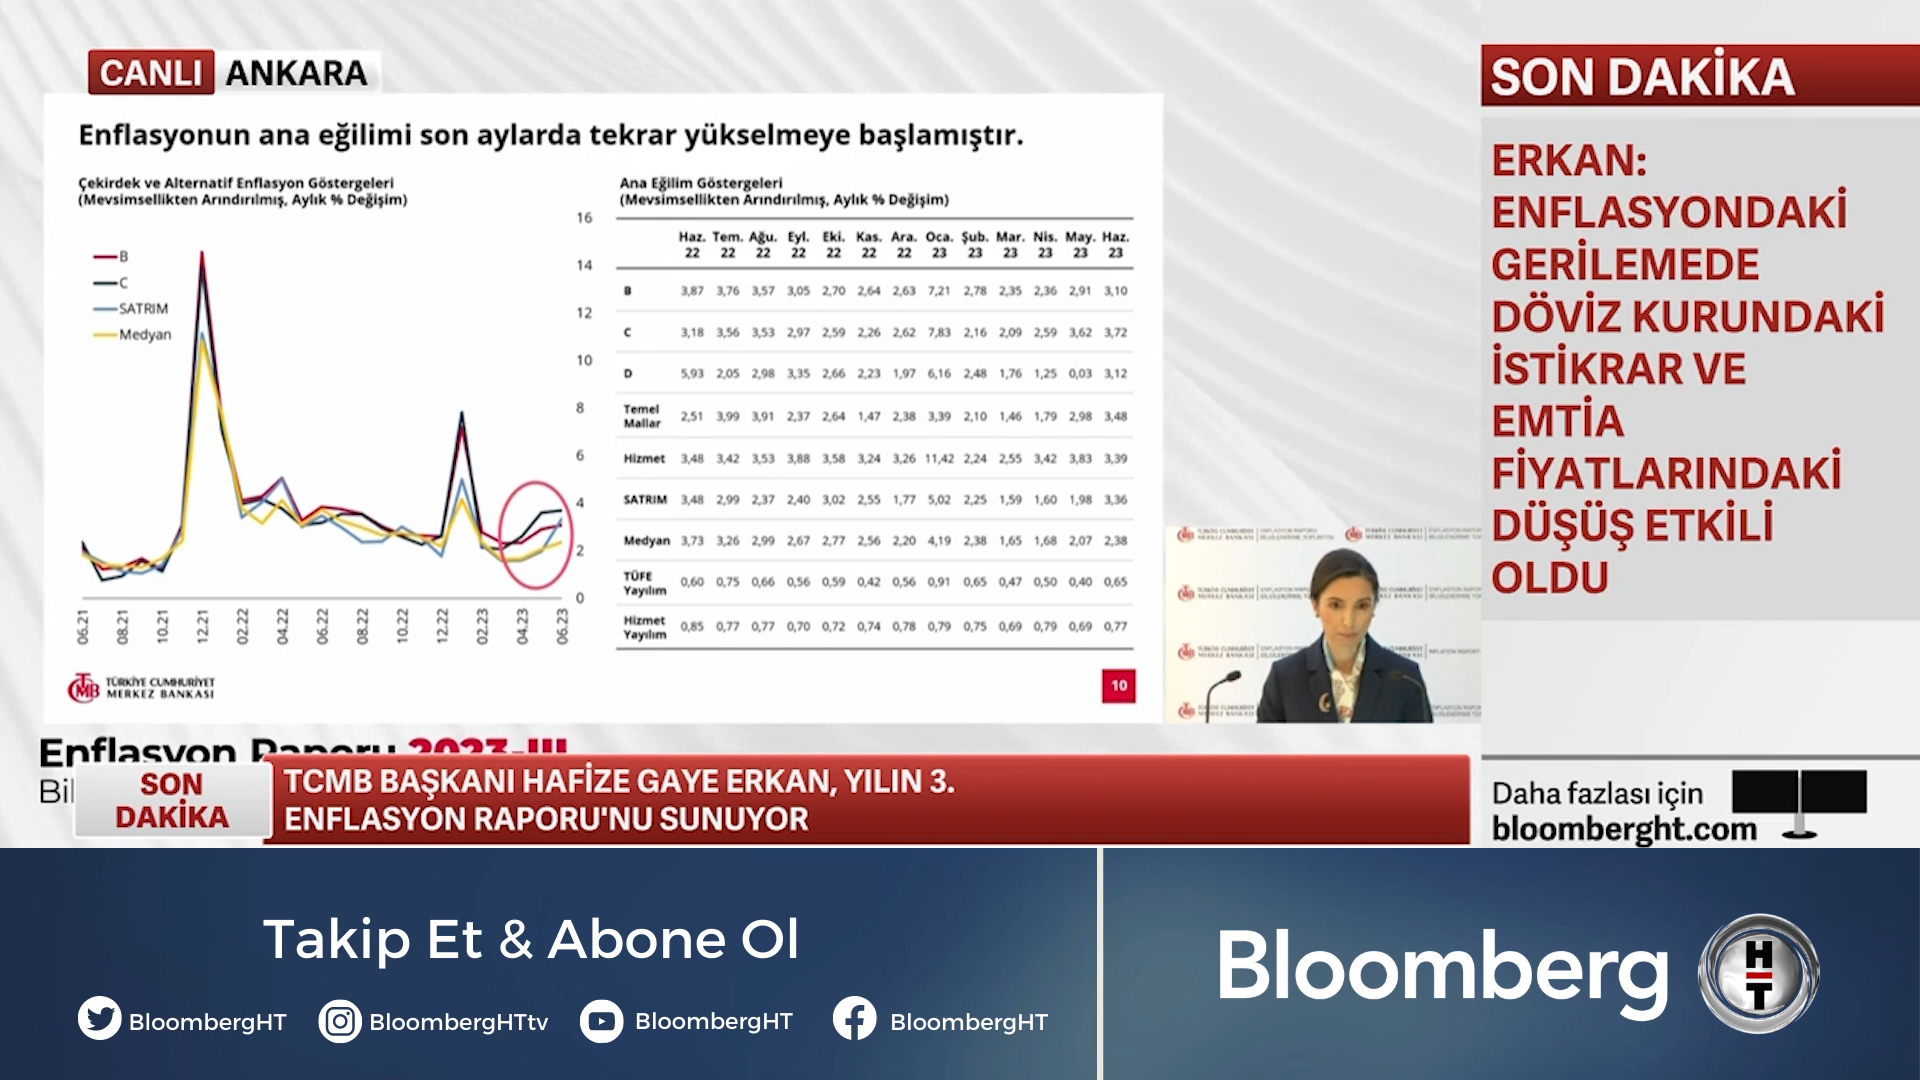 CANLI ANKARA
SON DAKİKA
Enflasyonun ana eğilimi son aylarda tekrar yükselmeye başlamıştır.
Çekirdek ve Alternatif Enflasyon Göstergeleri
(Mevsimsellikten Arındırılmış, Aylık % Değişim)
16
14
12
10
8
6
4
2
0
B
C
SATRIM
Medyan
06.21 08.21 10.21 12.21 02.22 04.22 06.22 08.22 10.22 12.22 02.23 04.23 06.23
Ana Eğilim Göstergeleri
(Mevsimsellikten Arındırılmış, Aylık % Değişim)
Haz. Tem. Ağu. Eyl. Eki. Kas. Ara. Oca. Şub. Mar. Nis. May. Haz.
22 22 22 22 22 22 22 23 23 23 23 23 23
B 3,87 3,76 3,57 3,05 2,70 2,64 2,63 7,21 2,78 2,35 2,36 2,91 3,10
C 3,18 3,56 3,53 2,97 2,59 2,26 2,62 7,83 2,16 2,09 2,59 3,62 3,72
D 5,93 2,05 2,98 3,35 2,66 2,23 1,97 6,16 2,48 1,76 1,25 0,03 3,12
Temel
Mallar 2,51 3,99 3,91 2,37 2,64 1,47 2,38 3,39 2,10 1,46 1,79 2,98 3,48
Hizmet 3,48 3,42 3,53 3,88 3,58 3,24 3,26 11,42 2,24 2,55 3,42 3,83 3,39
SATRIM 3,48 2,99 2,37 2,40 3,02 2,55 1,77 5,02 2,25 1,59 1,60 1,98 3,36
Medyan 3,73 3,26 2,99 2,67 2,77 2,56 2,20 4,19 2,38 1,65 1,68 2,07 2,38
TÜFE
Yayılım 0,60 0,75 0,66 0,56 0,59 0,42 0,56 0,91 0,65 0,47 0,50 0,40 0,65
Hizmet
Yayılım 0,85 0,77 0,77 0,70 0,72 0,74 0,78 0,79 0,75 0,69 0,79 0,69 0,77
TÜRKİYE CUMHURİYET
MERKEZ BANKASI
10
ERKAN:
ENFLASYONDAKİ
GERİLEMEDE
DÖVİZ KURUNDAKİ
İSTİKRAR VE
EMTİA
FİYATLARINDAKİ
DÜŞÜŞ ETKİLİ
OLDU
Enflasyon Raporu 2023-III
Bil
SON
DAKİKA
TCMB BAŞKANI HAFİZE GAYE ERKAN, YILIN 3.
ENFLASYON RAPORU'NU SUNUYOR
Daha fazlası için
bloomberght.com
Takip Et & Abone Ol
BloombergHT BloombergHTtv BloombergHT BloombergHT
Bloomberg HT